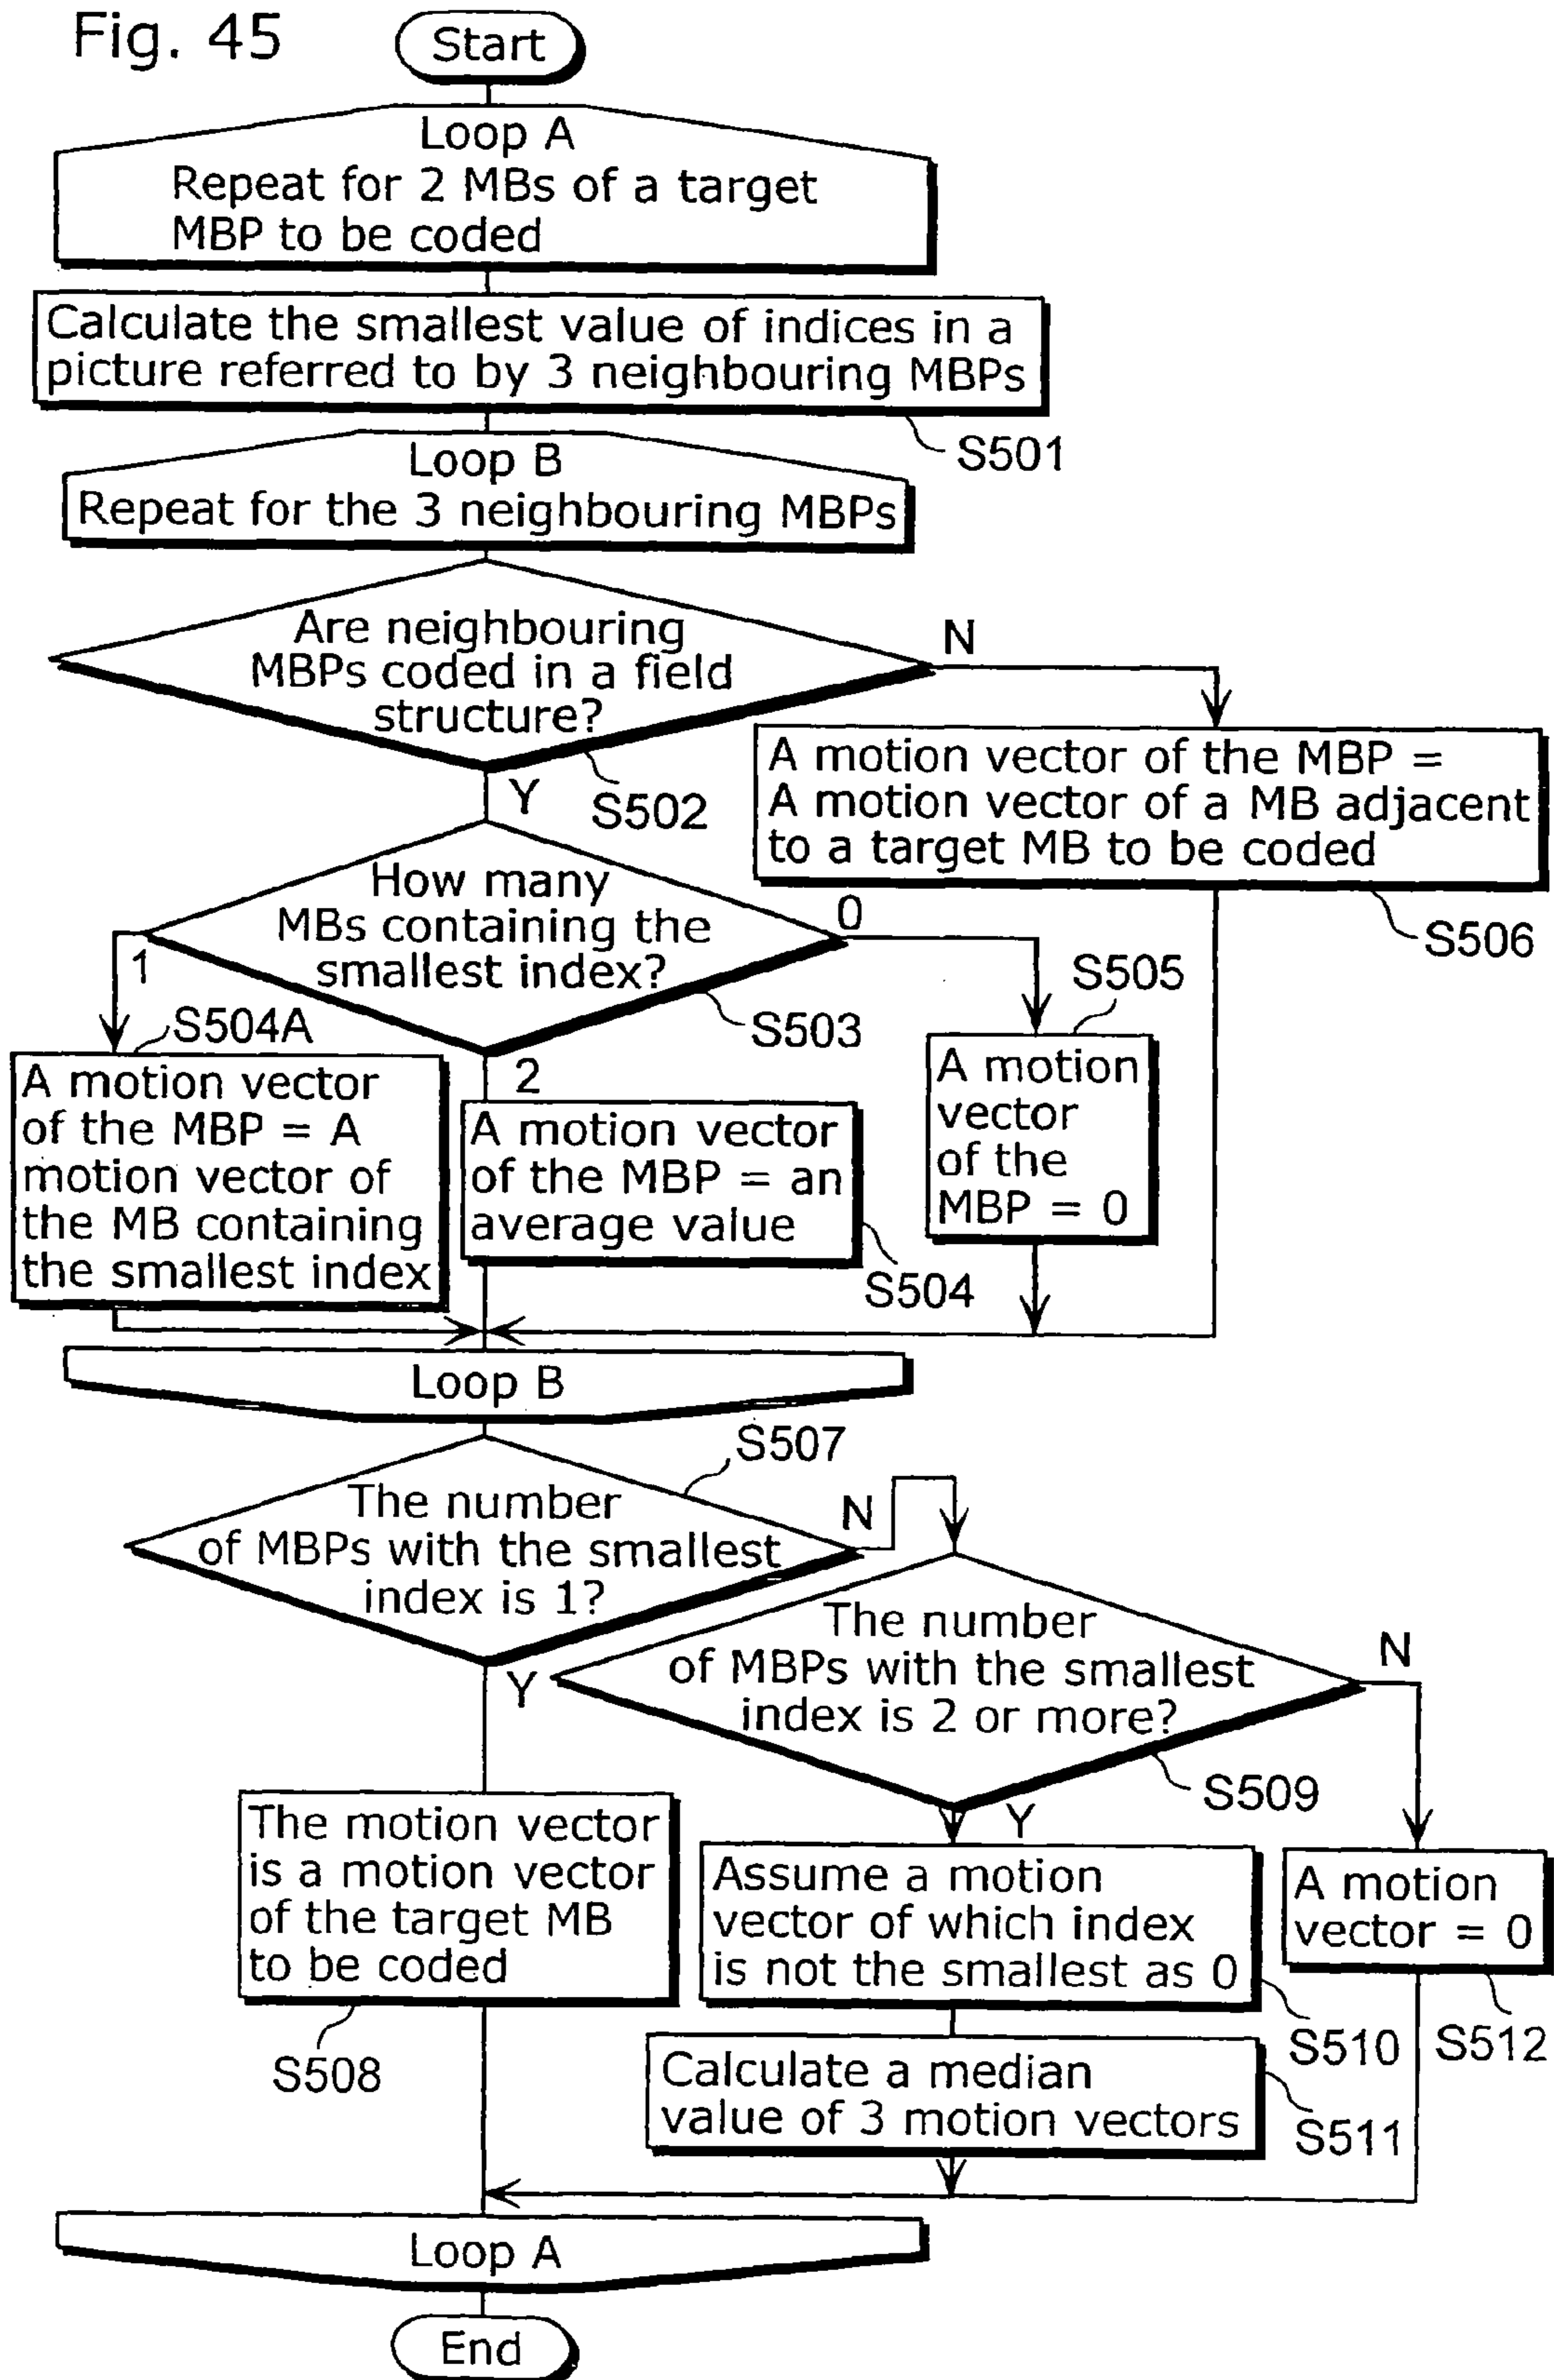 Fig. 45
Start
Loop A
Repeat for 2 MBs of a target
MBP to be coded
Calculate the smallest value of indices in a
picture referred to by 3 neighbouring MBPs
S501
Loop B
Repeat for the 3 neighbouring MBPs
Are neighbouring
MBPs coded in a field
structure?
N
Y
S502
A motion vector of the MBP =
A motion vector of a MB adjacent
to a target MB to be coded
S506
How many
MBs containing the
smallest index?
0
1
2
S503
S505
S504A
A motion vector
of the MBP = A
motion vector of
the MB containing
the smallest index
A motion vector
of the MBP = an
average value
S504
A motion
vector
of the
MBP = 0
Loop B
S507
The number
of MBPs with the smallest
index is 1?
N
Y
The number
of MBPs with the smallest
index is 2 or more?
N
S509
Y
The motion vector
is a motion vector
of the target MB
to be coded
S508
Assume a motion
vector of which index
is not the smallest as 0
S510
A motion
vector = 0
S512
Calculate a median
value of 3 motion vectors
S511
Loop A
End